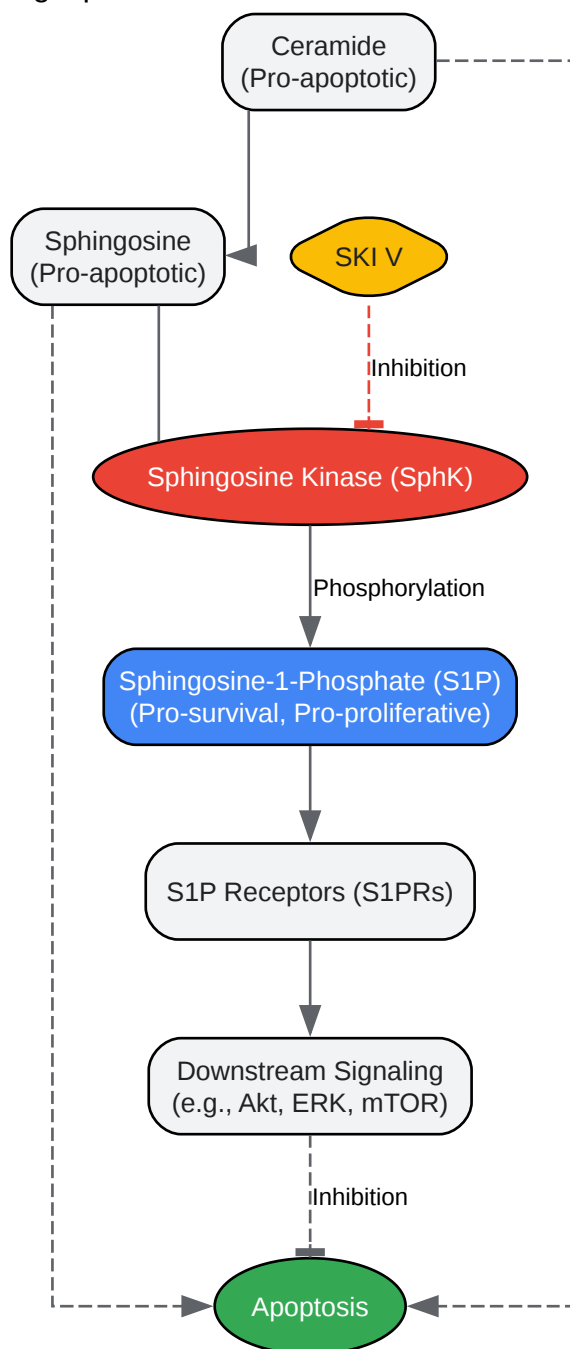 Ceramide
(Pro-apoptotic)
Sphingosine
(Pro-apoptotic)
SKI V
Inhibition
Sphingosine Kinase (SphK)
Phosphorylation
Sphingosine-1-Phosphate (S1P)
(Pro-survival, Pro-proliferative)
S1P Receptors (S1PRs)
Downstream Signaling
(e.g., Akt, ERK, mTOR)
Inhibition
Apoptosis